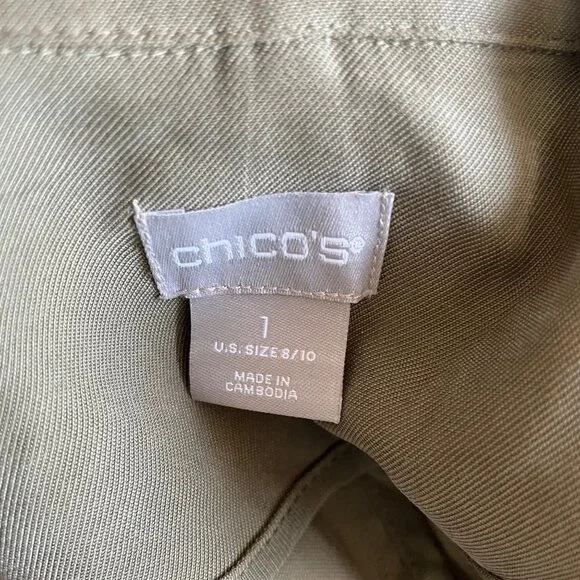 chico's®
1
U.S. SIZE 8/10
MADE IN
CAMBODIA